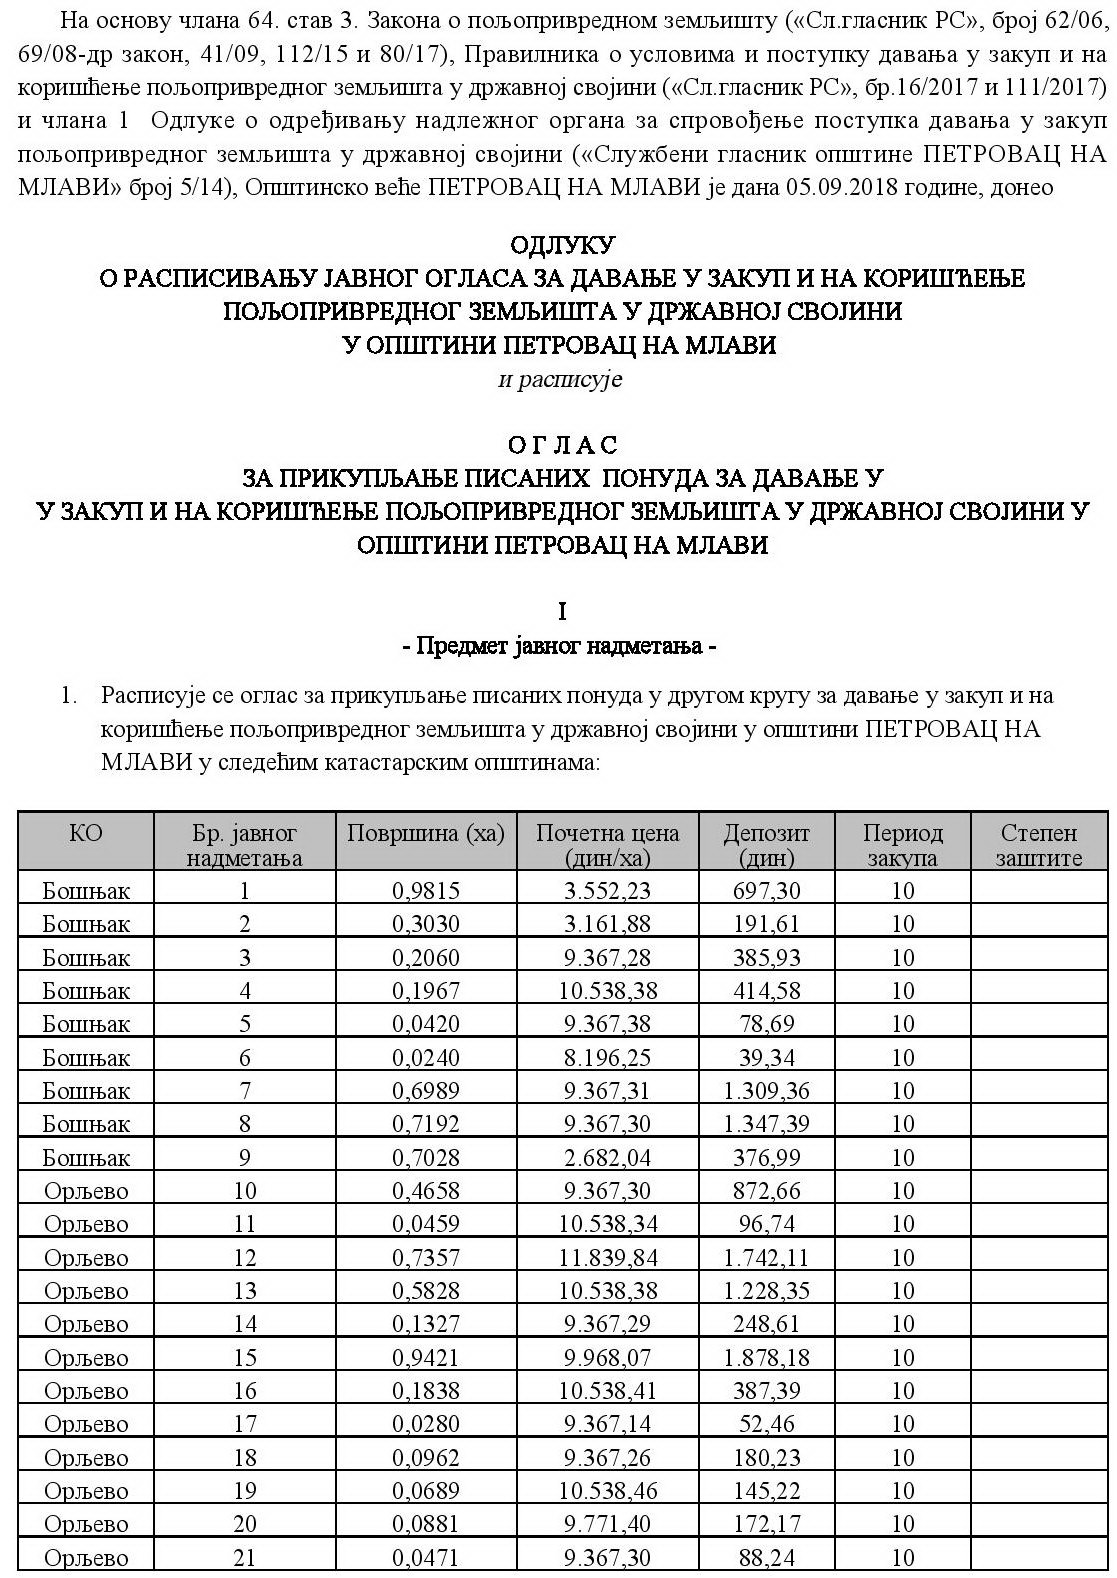 На основу члана 64. став 3. Закона о пољопривредном земљишту («Сл.гласник РС», број 62/06,
69/08-др закон, 41/09, 112/15 и 80/17), Правилника о условима и поступку давања у закуп и на
коришћење пољопривредног земљишта у државној својини («Сл.гласник РС», бр.16/2017 и 111/2017)
и члана 1 Одлуке о одређивању надлежног органа за спровођење поступка давања у закуп
пољопривредног земљишта у државној својини («Службени гласник општине ПЕТРОВАЦ НА
МЛАВИ» број 5/14), Општинско веће ПЕТРОВАЦ НА МЛАВИ је дана 05.09.2018 године, донео
ОДЛУКУ
О РАСПИСИВАЊУ ЈАВНОГ ОГЛАСА ЗА ДАВАЊЕ У ЗАКУП И НА КОРИШЋЕЊЕ
ПОЉОПРИВРЕДНОГ ЗЕМЉИШТА У ДРЖАВНОЈ СВОЈИНИ
У ОПШТИНИ ПЕТРОВАЦ НА МЛАВИ
и расписује
О Г Л А С
ЗА ПРИКУПЉАЊЕ ПИСАНИХ ПОНУДА ЗА ДАВАЊЕ У
У ЗАКУП И НА КОРИШЋЕЊЕ ПОЉОПРИВРЕДНОГ ЗЕМЉИШТА У ДРЖАВНОЈ СВОЈИНИ У
ОПШТИНИ ПЕТРОВАЦ НА МЛАВИ
I
- Предмет јавног надметања -
1. Расписује се оглас за прикупљање писаних понуда у другом кругу за давање у закуп и на
коришћење пољопривредног земљишта у државној својини у општини ПЕТРОВАЦ НА
МЛАВИ у следећим катастарским општинама:
КО Бр. јавног надметања Површина (ха) Почетна цена (дин/ха) Депозит (дин) Период закупа Степен заштите
Бошњак 1 0,9815 3.552,23 697,30 10
Бошњак 2 0,3030 3.161,88 191,61 10
Бошњак 3 0,2060 9.367,28 385,93 10
Бошњак 4 0,1967 10.538,38 414,58 10
Бошњак 5 0,0420 9.367,38 78,69 10
Бошњак 6 0,0240 8.196,25 39,34 10
Бошњак 7 0,6989 9.367,31 1.309,36 10
Бошњак 8 0,7192 9.367,30 1.347,39 10
Бошњак 9 0,7028 2.682,04 376,99 10
Орљево 10 0,4658 9.367,30 872,66 10
Орљево 11 0,0459 10.538,34 96,74 10
Орљево 12 0,7357 11.839,84 1.742,11 10
Орљево 13 0,5828 10.538,38 1.228,35 10
Орљево 14 0,1327 9.367,29 248,61 10
Орљево 15 0,9421 9.968,07 1.878,18 10
Орљево 16 0,1838 10.538,41 387,39 10
Орљево 17 0,0280 9.367,14 52,46 10
Орљево 18 0,0962 9.367,26 180,23 10
Орљево 19 0,0689 10.538,46 145,22 10
Орљево 20 0,0881 9.771,40 172,17 10
Орљево 21 0,0471 9.367,30 88,24 10